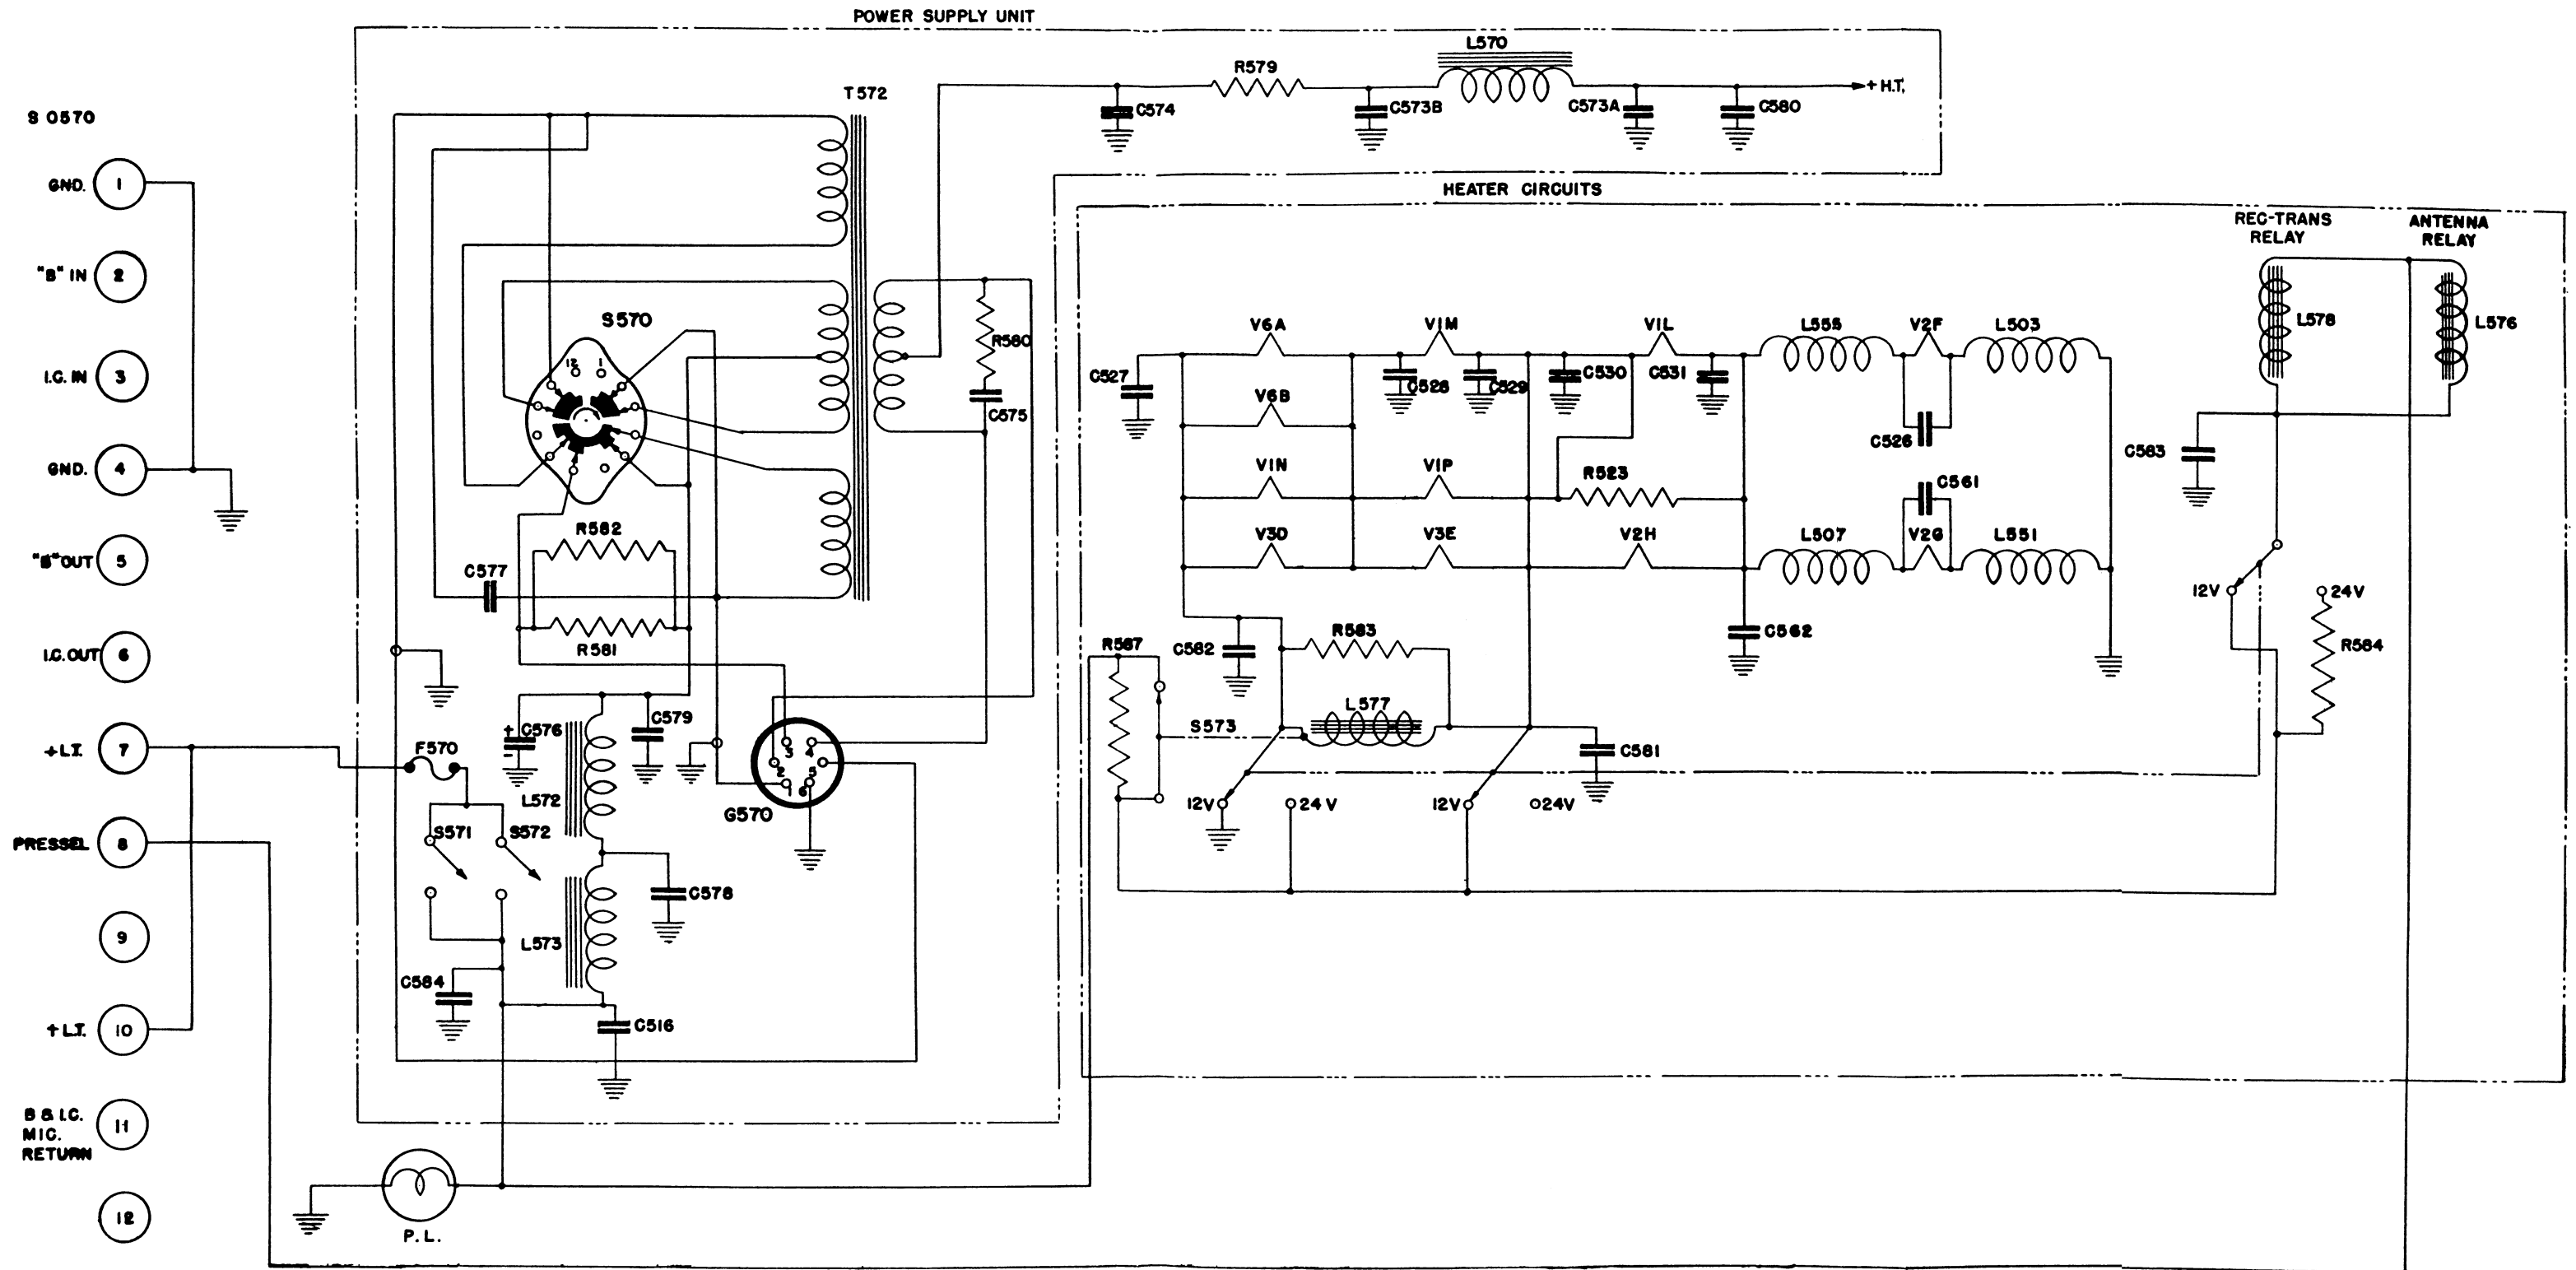 POWER SUPPLY UNIT
S O570
GND. 1
"B" IN 2
I.C. IN 3
GND. 4
"B" OUT 5
I.C. OUT 6
+L.T. 7
PRESSEL 8
9
+L.T. 10
B & I.C. MIC. RETURN 11
12
T572
C574
R579
C573B
L570
C573A
C580
+ H.T.
S570
12 1
R580
C575
R582
C577
R581
C576
+
-
C579
L572
F570
S571
S572
C578
L573
C584
C516
3 4
2 5
1 6
G570
P.L.
HEATER CIRCUITS
REC-TRANS
RELAY
ANTENNA
RELAY
L578
L576
V6A
V1M
V1L
L555
V2F
L503
C527
C528
C529
C530
C531
V6B
C526
V1N
V1P
R523
C561
V3D
V3E
V2H
L507
V2G
L551
C583
12V
24V
R584
C562
R587
C582
R583
L577
S573
C581
12V
24V
12V
24V